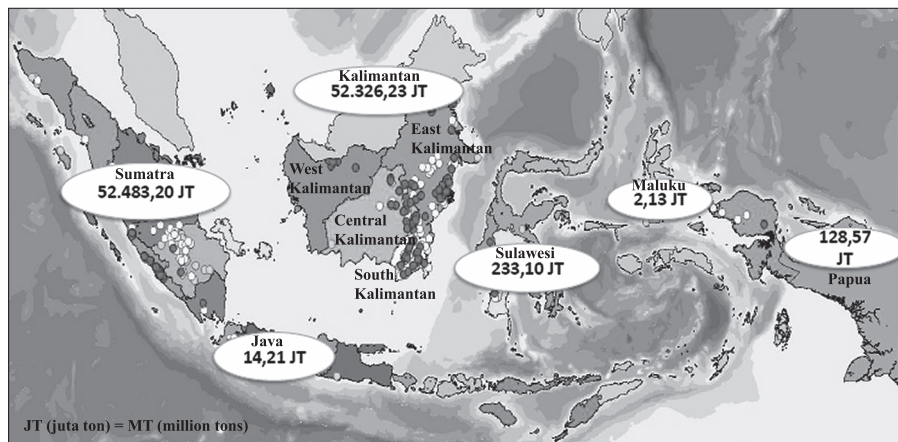 Kalimantan
52.326,23 JT
East
Kalimantan
West
Kalimantan
Sumatra
52.483,20 JT
Maluku
2,13 JT
Central
Kalimantan
128,57
JT
Papua
Sulawesi
233,10 JT
South
Kalimantan
Java
14,21 JT
JT (juta ton) = MT (million tons)